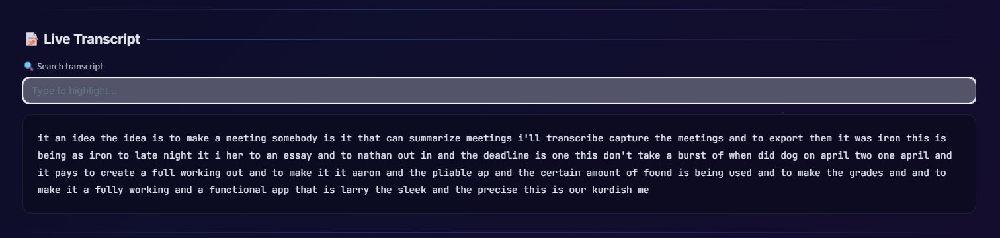 📝 Live Transcript
🔍 Search transcript
Type to highlight...
it an idea the idea is to make a meeting somebody is it that can summarize meetings i'll transcribe capture the meetings and to export them it was iron this is
being as iron to late night it i her to an essay and to nathan out in and the deadline is one this don't take a burst of when did dog on april two one april and
it pays to create a full working out and to make it it aaron and the pliable ap and the certain amount of found is being used and to make the grades and and to
make it a fully working and a functional app that is larry the sleek and the precise this is our kurdish me